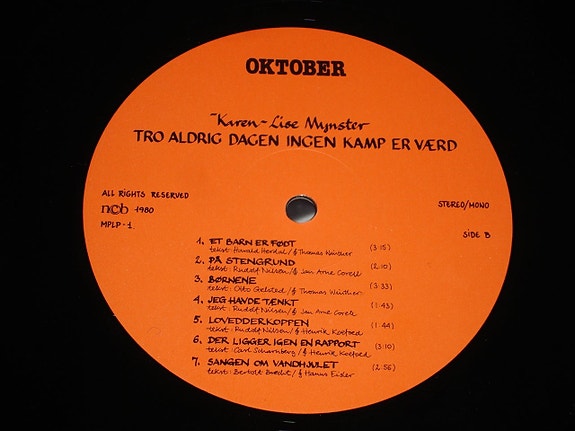 OKTOBER
Karen-Lise Mynster
TRO ALDRIG DAGEN INGEN KAMP ER VÆRD
ALL RIGHTS RESERVED
ncb 1980
MPLP-1
STEREO/MONO
SIDE B
1. ET BARN ER FØDT (3:15)
tekst: Harald Herdal / Thomas Winther
2. PÅ STENGRUND (2:10)
tekst: Rudolf Nilsen / Jan Arne Corell
3. BØRNENE (3:33)
tekst: Otto Gelsted / Thomas Winther
4. JEG HAVDE TÆNKT (1:43)
tekst: Rudolf Nilsen / Jan Arne Corell
5. LOVEDDERKOPPEN (1:44)
tekst: Rudolf Nilsen / Henrik Koefoed
6. DER LIGGER IGEN EN RAPPORT (3:10)
tekst: Carl Scharnberg / Henrik Koefoed
7. SANGEN OM VANDHJULET (2:56)
tekst: Bertolt Brecht / Hanns Eisler